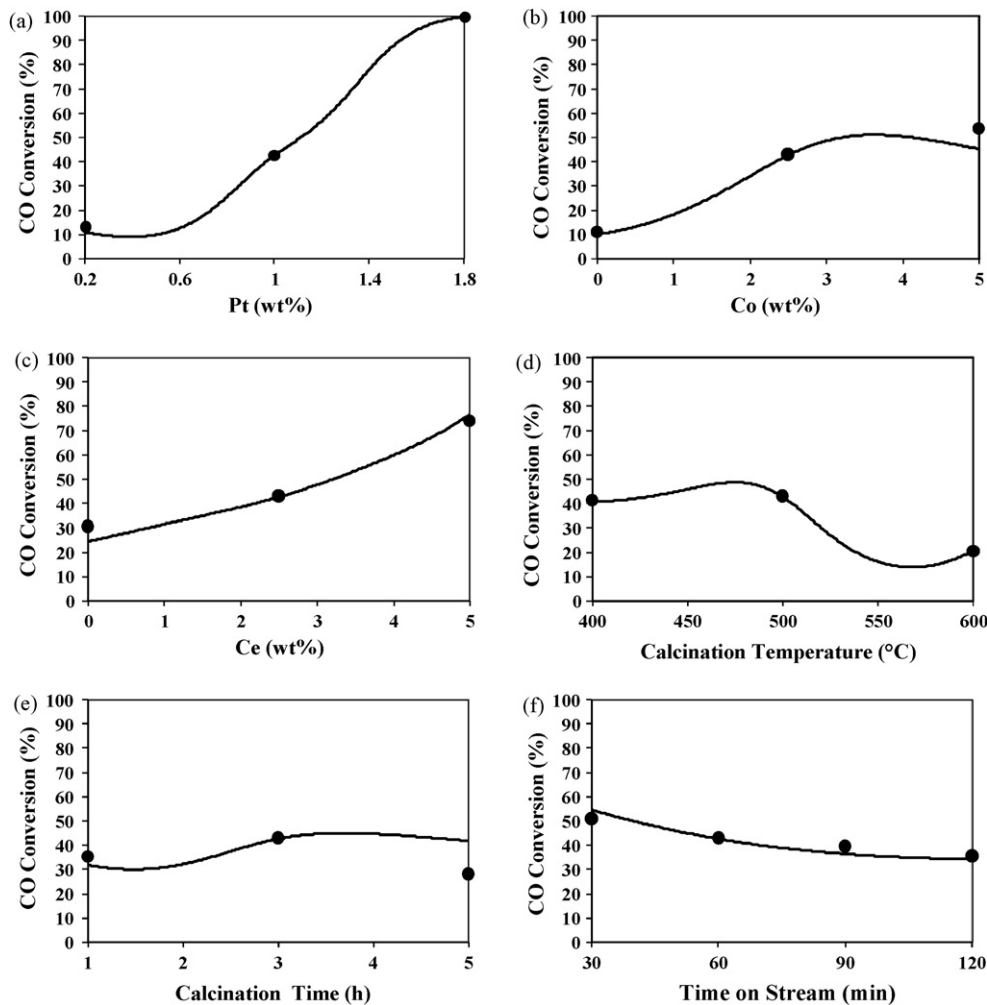 (a)
CO Conversion (%)
100
90
80
70
60
50
40
30
20
10
0
0.2 0.6 1 1.4 1.8
Pt (wt%)
(b)
CO Conversion (%)
100
90
80
70
60
50
40
30
20
10
0
0 1 2 3 4 5
Co (wt%)
(c)
CO Conversion (%)
100
90
80
70
60
50
40
30
20
10
0
0 1 2 3 4 5
Ce (wt%)
(d)
CO Conversion (%)
100
90
80
70
60
50
40
30
20
10
0
400 450 500 550 600
Calcination Temperature (°C)
(e)
CO Conversion (%)
100
90
80
70
60
50
40
30
20
10
0
1 2 3 4 5
Calcination Time (h)
(f)
CO Conversion (%)
100
90
80
70
60
50
40
30
20
10
0
30 60 90 120
Time on Stream (min)